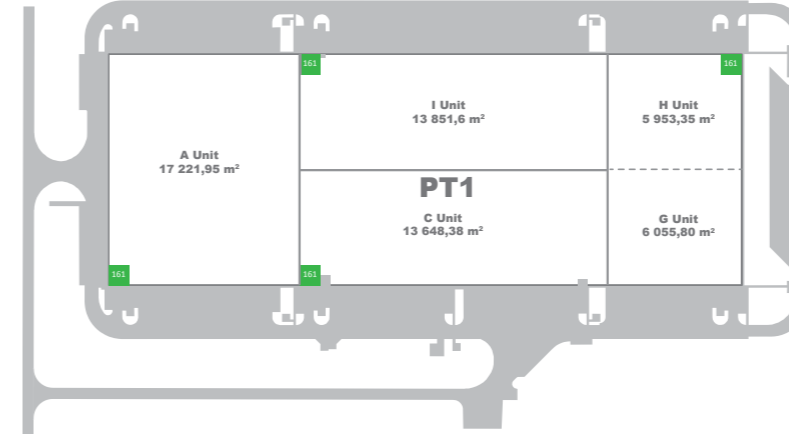 161
161
I Unit
13 851,6 m²
H Unit
5 953,35 m²
A Unit
17 221,95 m²
PT1
C Unit
13 648,38 m²
G Unit
6 055,80 m²
161
161